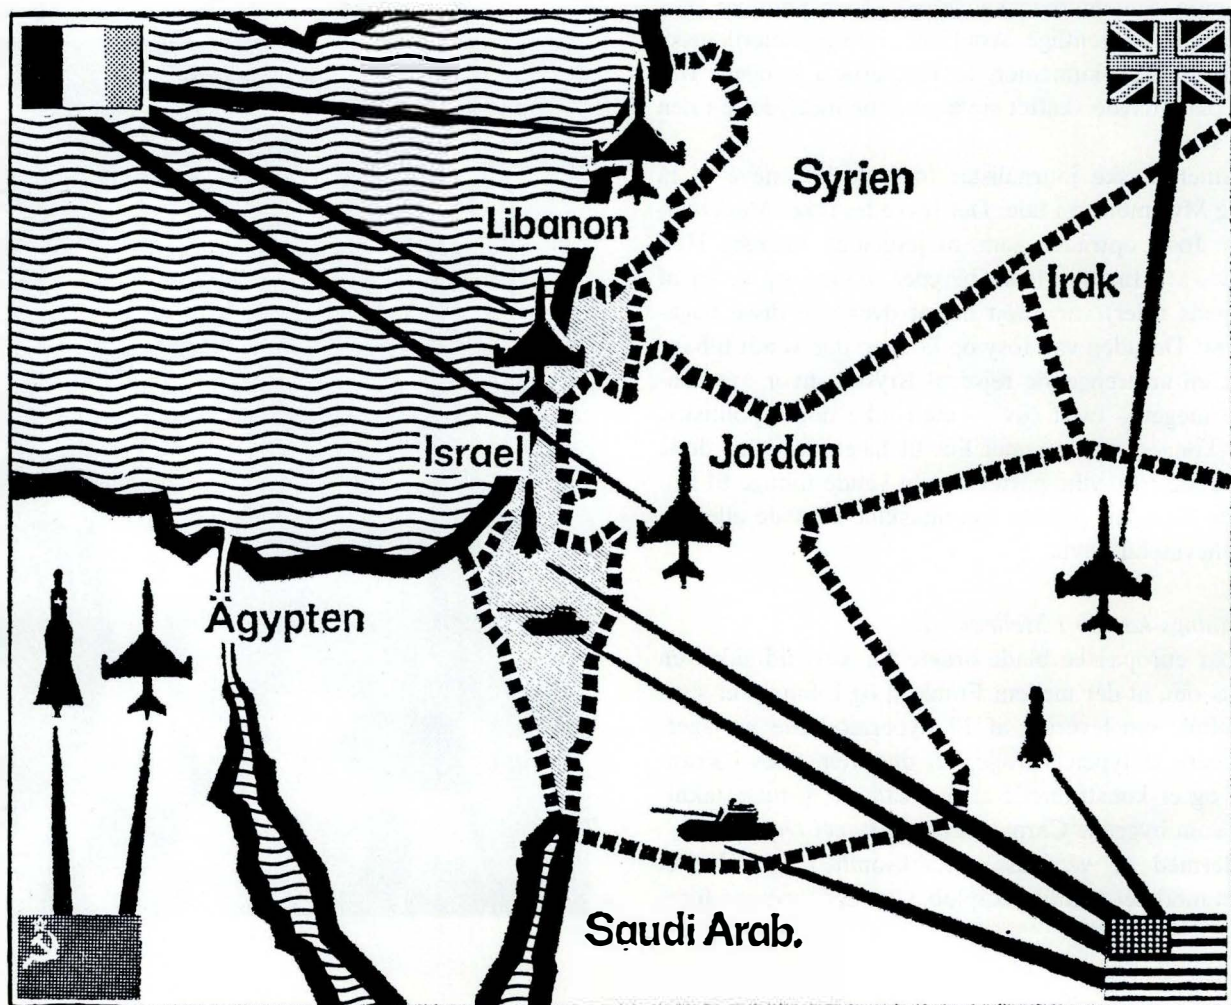 Syrien
Libanon
Irak
Israel
Jordan
Ägypten
Saudi Arab.